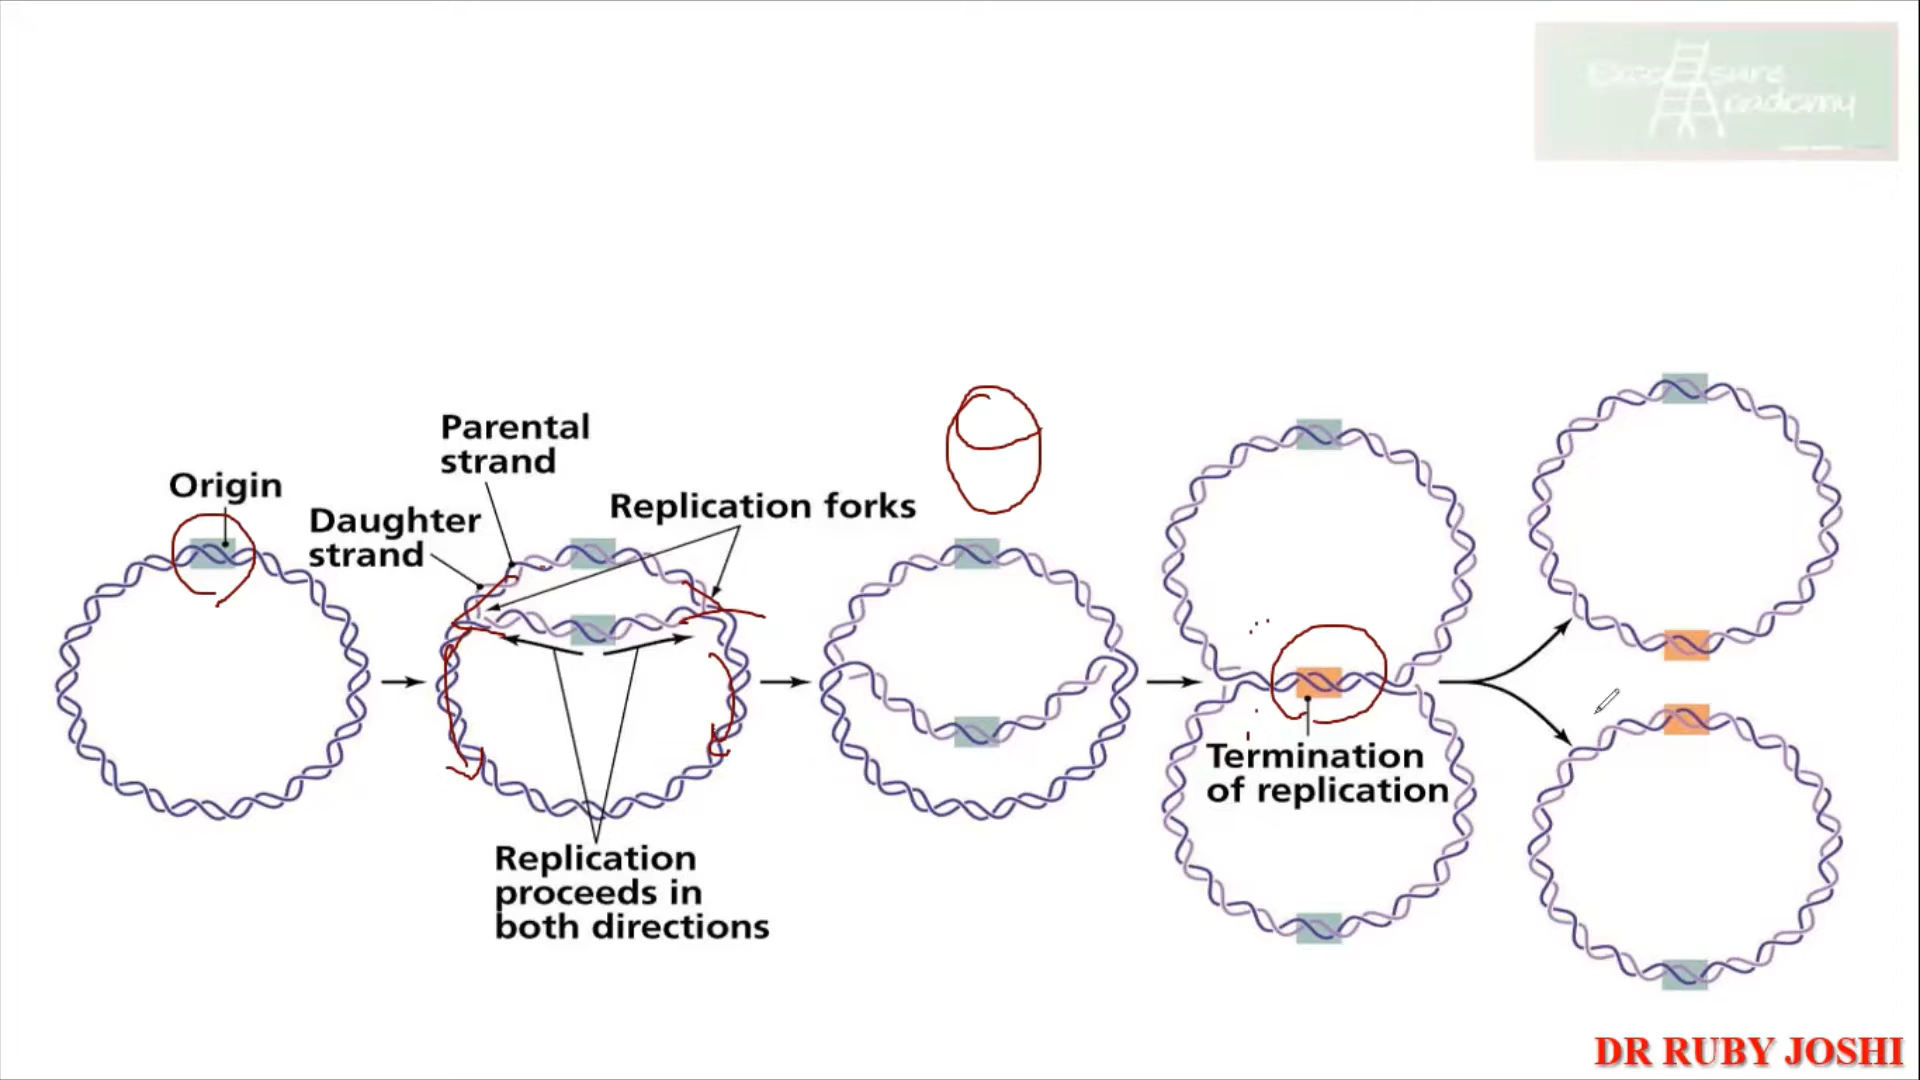 Origin
Parental
strand
Daughter
strand
Replication forks
Replication
proceeds in
both directions
Termination
of replication
DR RUBY JOSHI